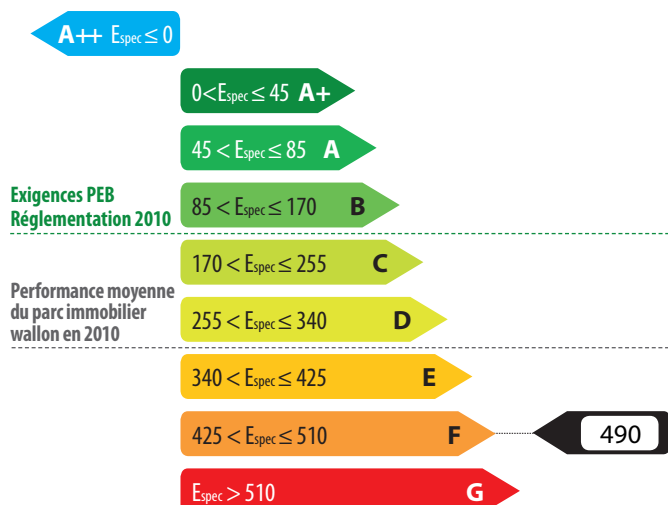 A++ Espec ≤ 0
0<Espec ≤ 45 A+
45 < Espec ≤ 85 A
Exigences PEB
Réglementation 2010
85 < Espec ≤ 170 B
170 < Espec ≤ 255 C
Performance moyenne
du parc immobilier
wallon en 2010
255 < Espec ≤ 340 D
340 < Espec ≤ 425 E
425 < Espec ≤ 510 F
490
Espec > 510 G